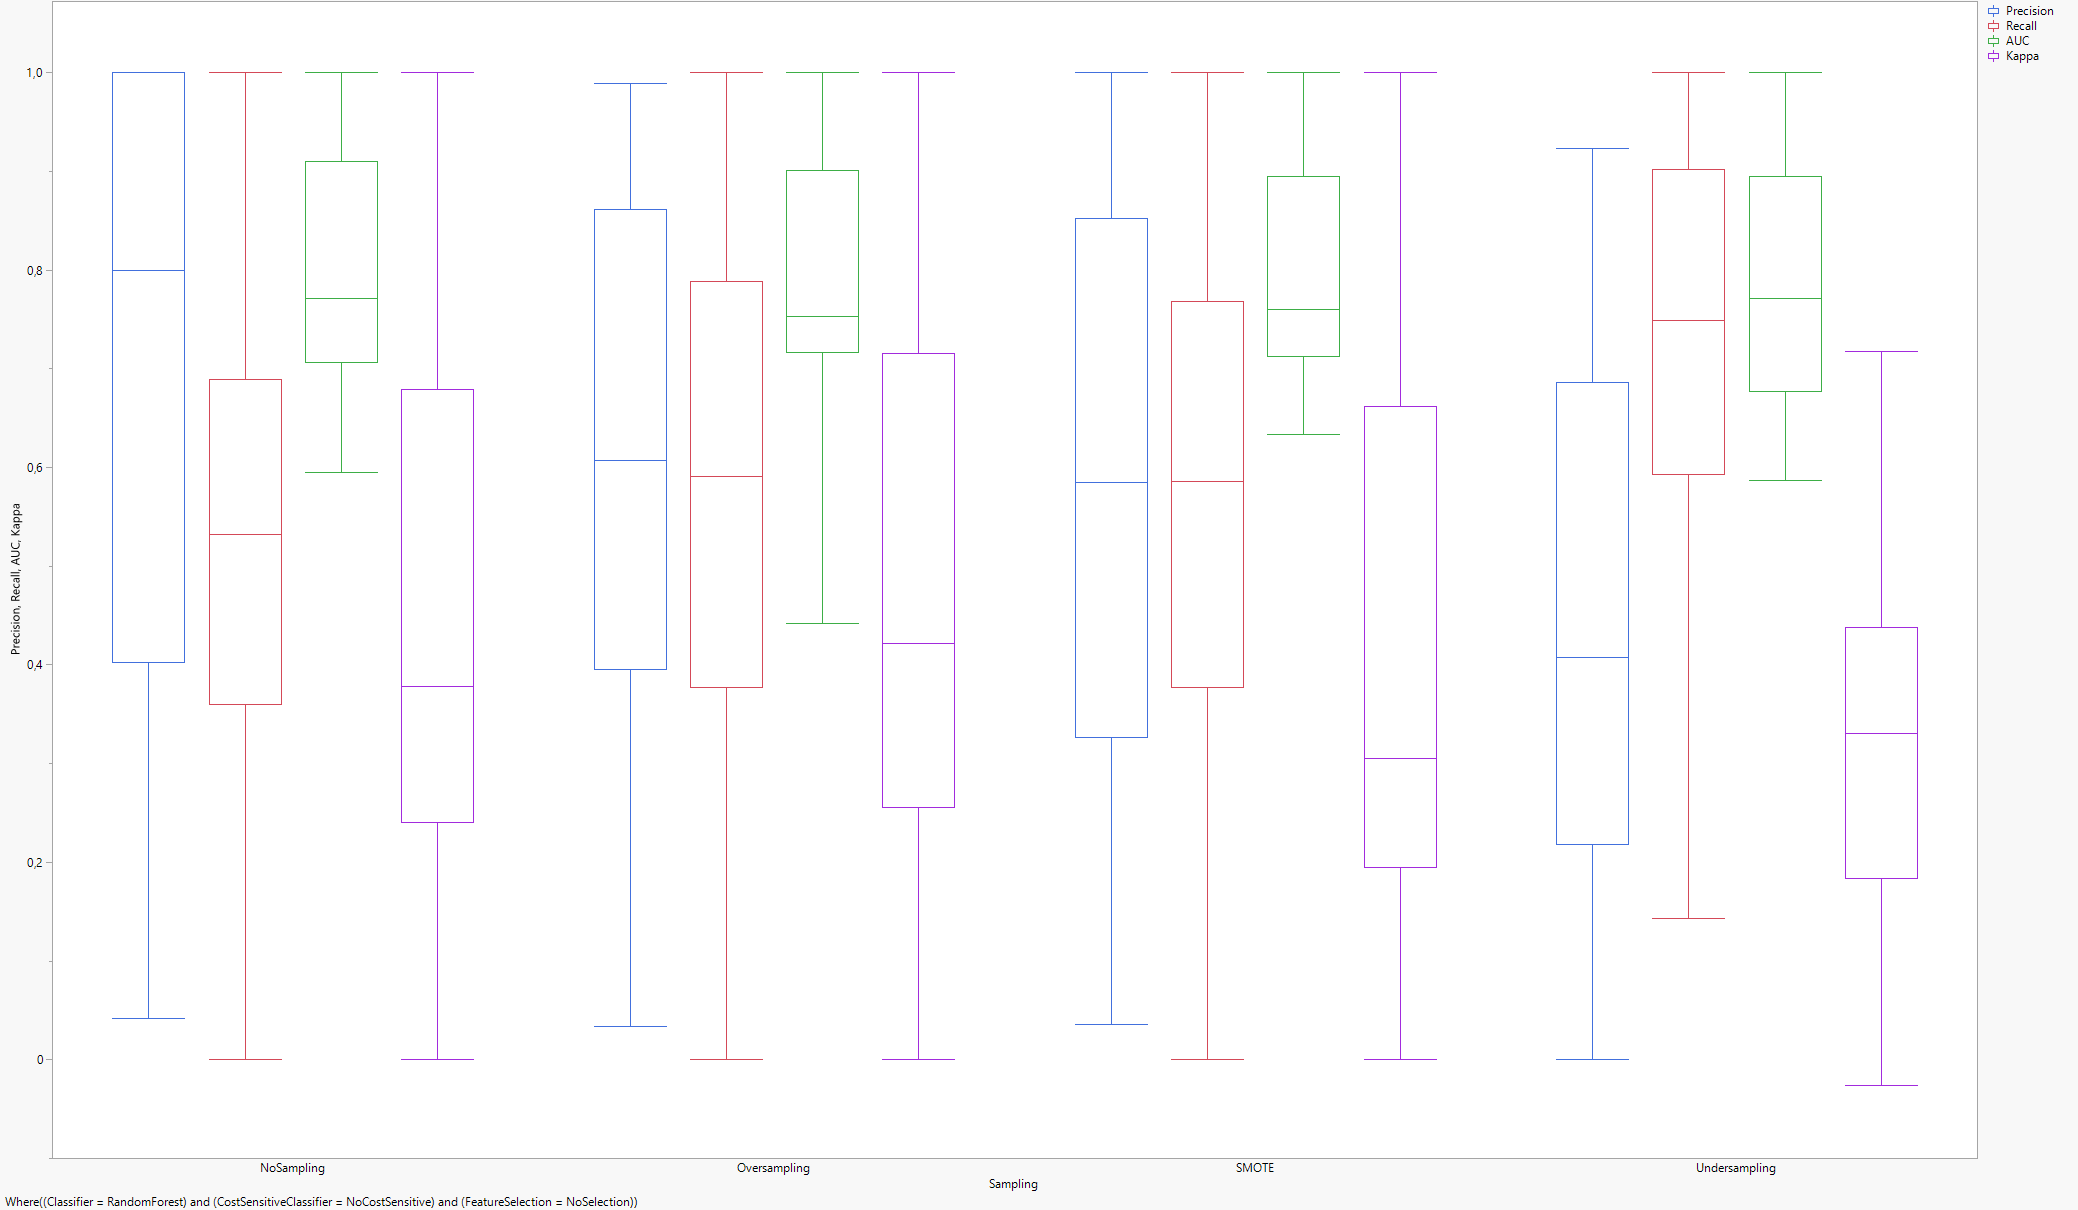 Precision
Recall
AUC
Kappa
1,0
0,8
0,6
0,4
0,2
0
Precision, Recall, AUC, Kappa
NoSampling
Oversampling
SMOTE
Undersampling
Sampling
Where((Classifier = RandomForest) and (CostSensitiveClassifier = NoCostSensitive) and (FeatureSelection = NoSelection))